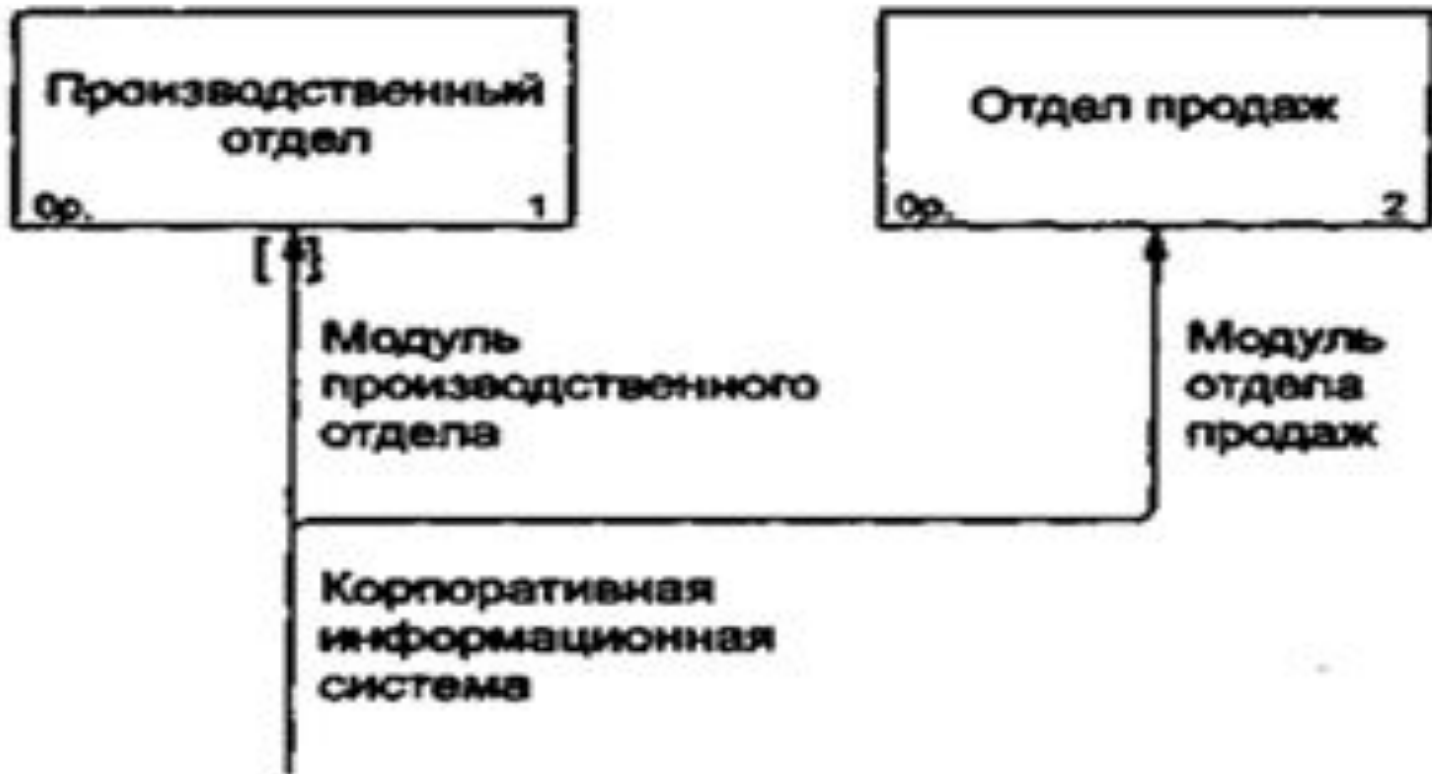 Производственный
отдел
0р. 1
Отдел продаж
0р. 2
[ ]
Модуль
производственного
отдела
Модуль
отдела
продаж
Корпоративная
информационная
система